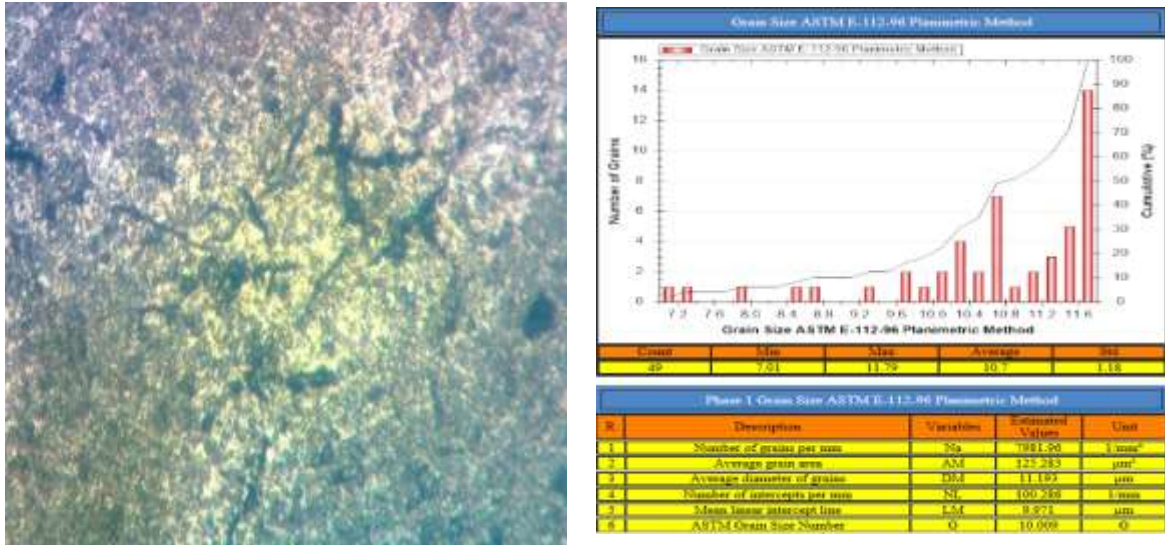 Grain Size ASTM E-112-96 Planimetric Method
Grain Size ASTM E-112-96 Planimetric Method
16 14 12 10 8 6 4 2 0
Number of Grains
100 90 80 70 60 50 40 30 20 10 0
Cumulative (%)
7.2 7.6 8.0 8.4 8.8 9.2 9.6 10.0 10.4 10.8 11.2 11.6
Grain Size ASTM E-112-96 Planimetric Method
Count Min Max Average Std
49 7.01 11.79 10.7 1.18
Phase 1 Grain Size ASTM E-112-96 Planimetric Method
R Description Variables Estimated Values Unit
1 Number of grains per mm Na 7981.96 1/mm²
2 Average grain area AM 125.283 µm²
3 Average diameter of grains DM 11.193 µm
4 Number of intercepts per mm NL 100.286 1/mm
5 Mean linear intercept line LM 9.971 µm
6 ASTM Grain Size Number G 10.009 G